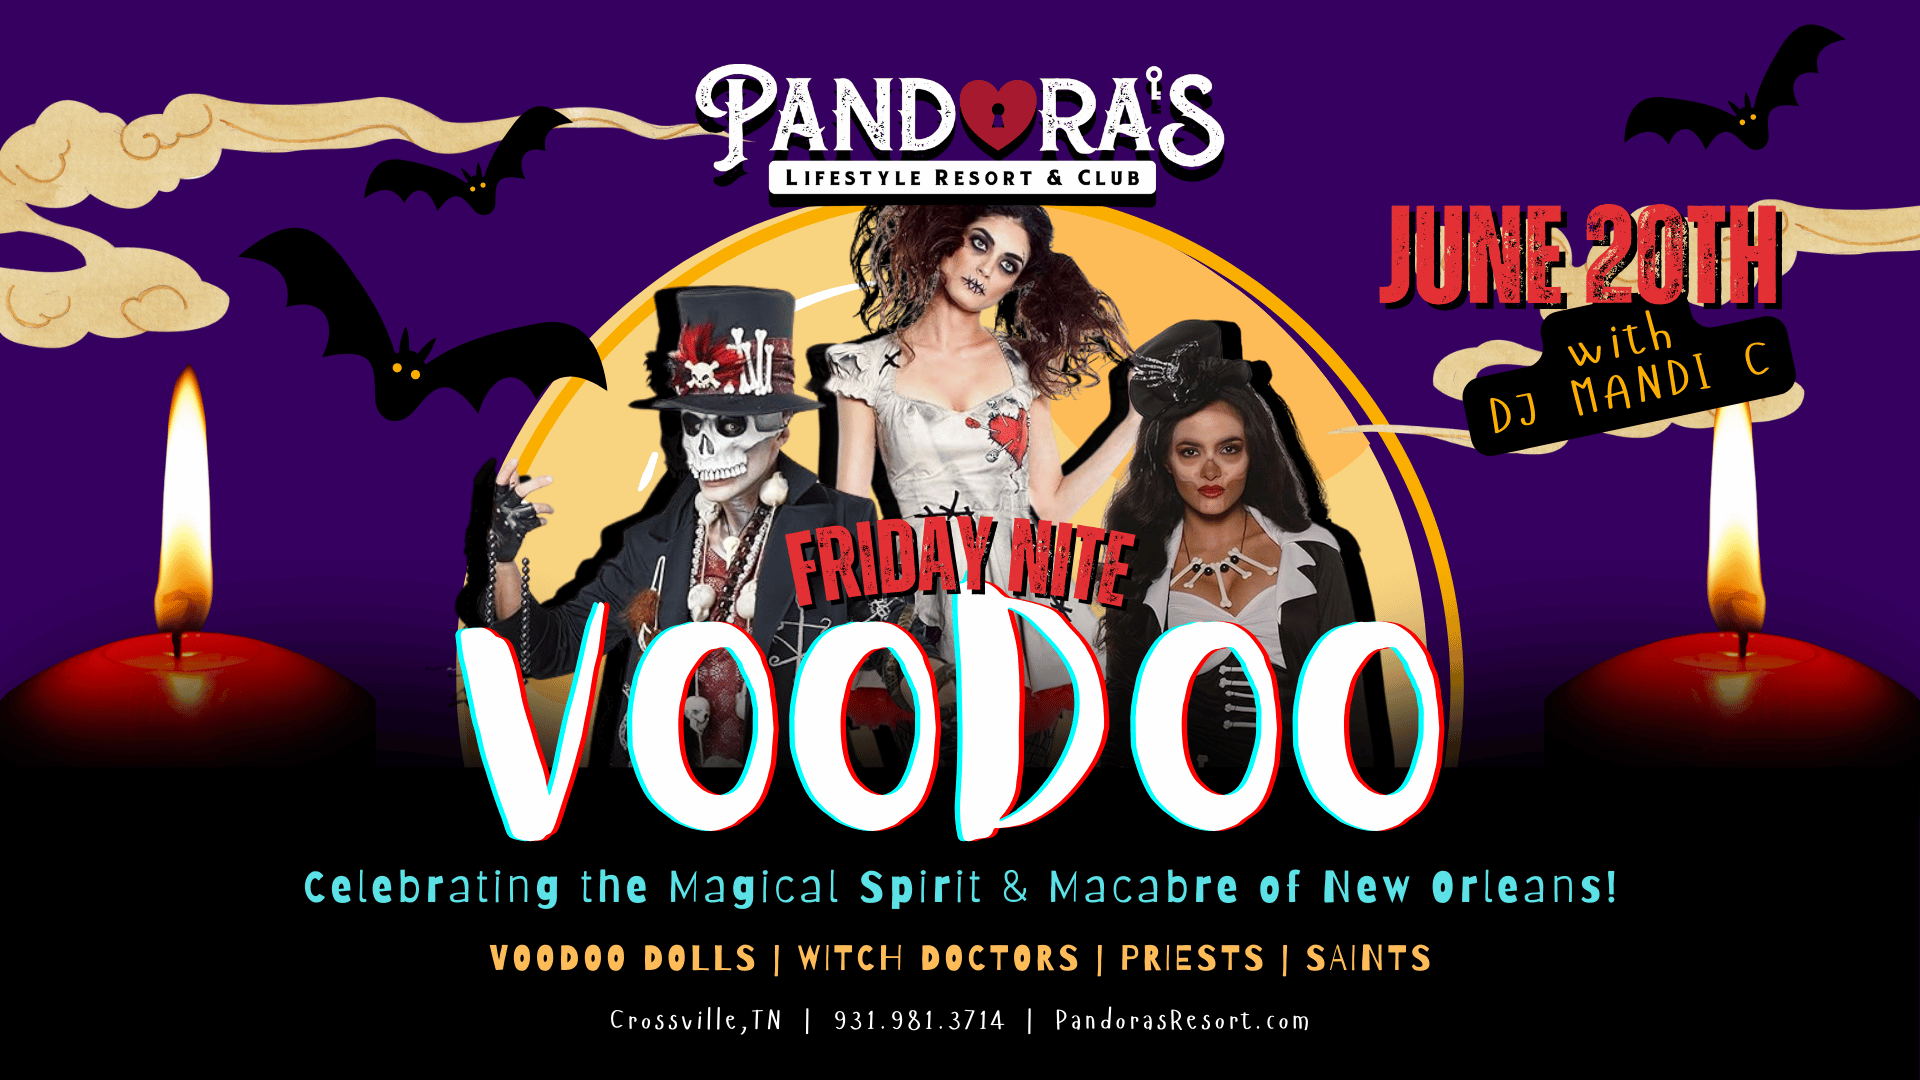 PANDORA'S
LIFESTYLE RESORT & CLUB
JUNE 20TH
with
DJ MANDI C
FRIDAY NITE
VOODOO
Celebrating the Magical Spirit & Macabre of New Orleans!
VOODOO DOLLS | WITCH DOCTORS | PRIESTS | SAINTS
Crossville,TN | 931.981.3714 | PandorasResort.com